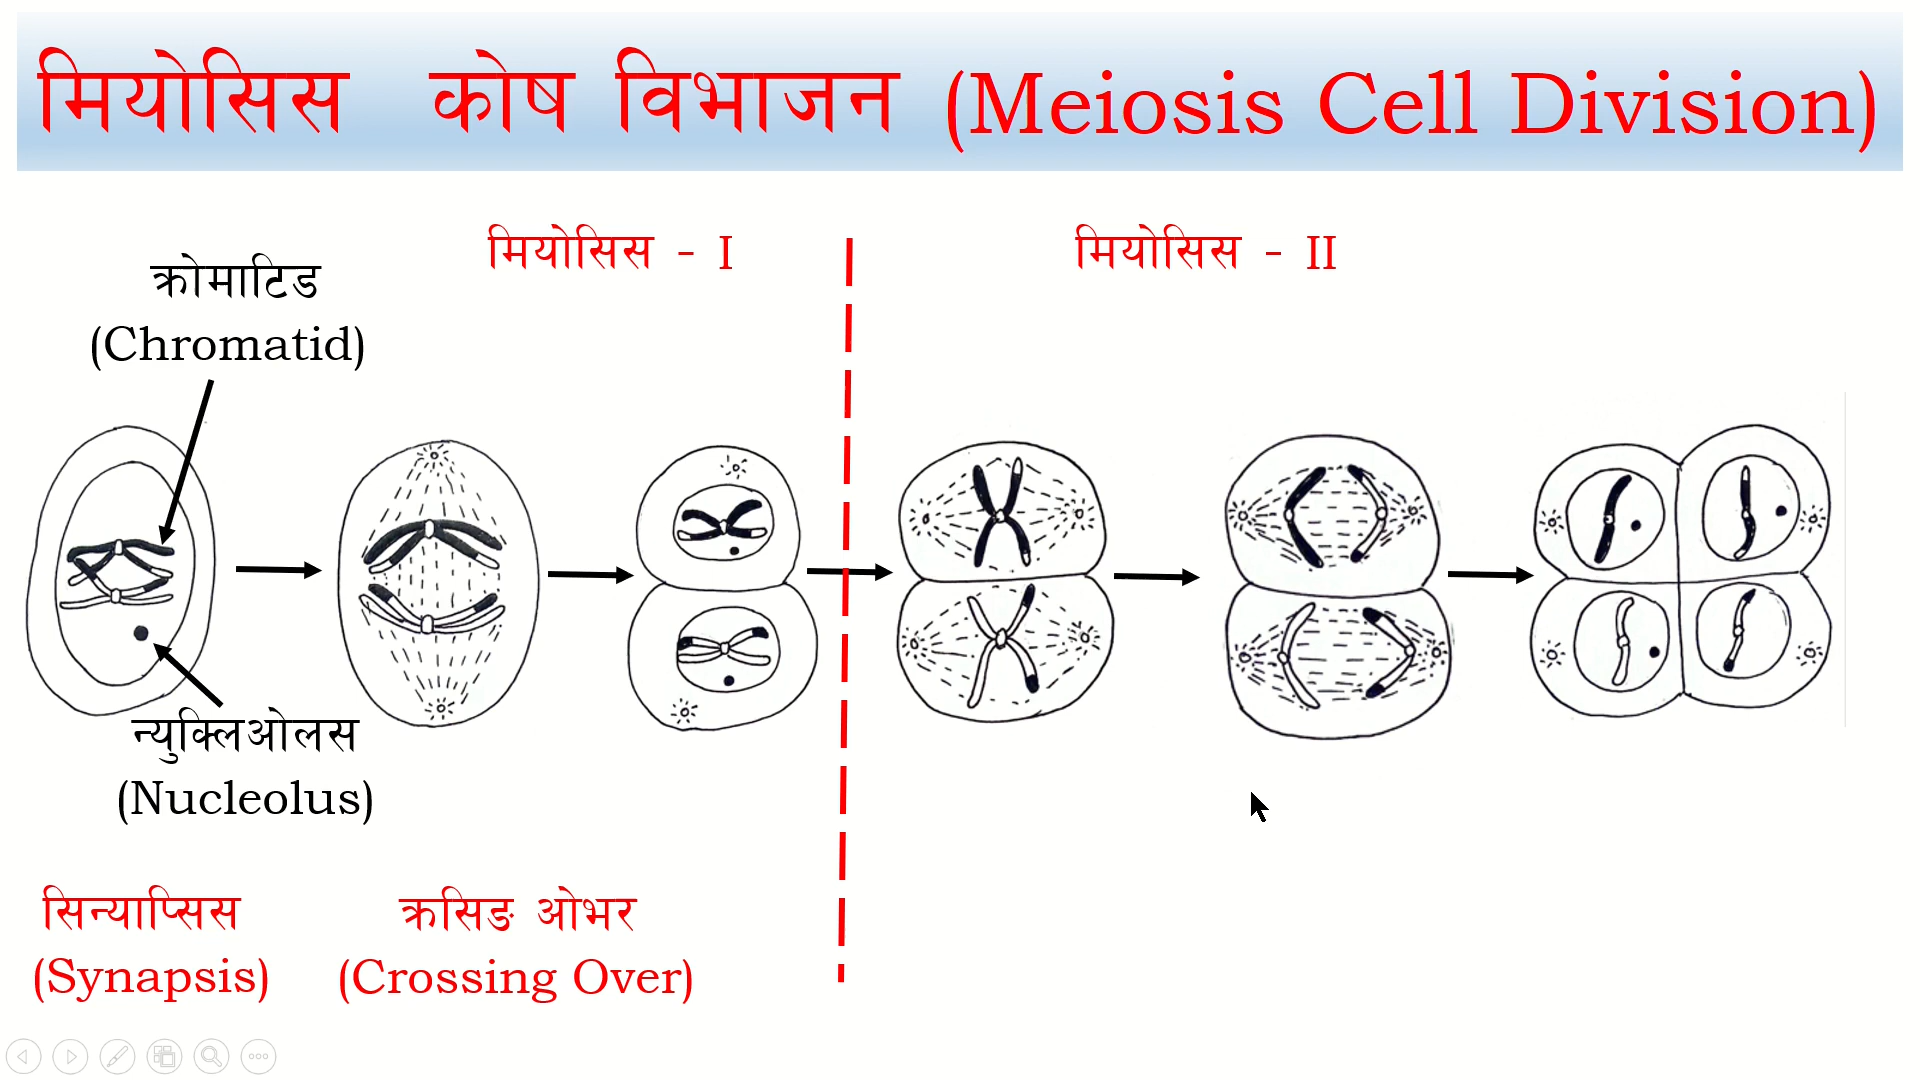 मियोसिस कोष विभाजन (Meiosis Cell Division)
मियोसिस - I
मियोसिस - II
क्रोमाटिड
(Chromatid)
न्युक्लिओलस
(Nucleolus)
सिन्याप्सिस
(Synapsis)
क्रसिङ ओभर
(Crossing Over)